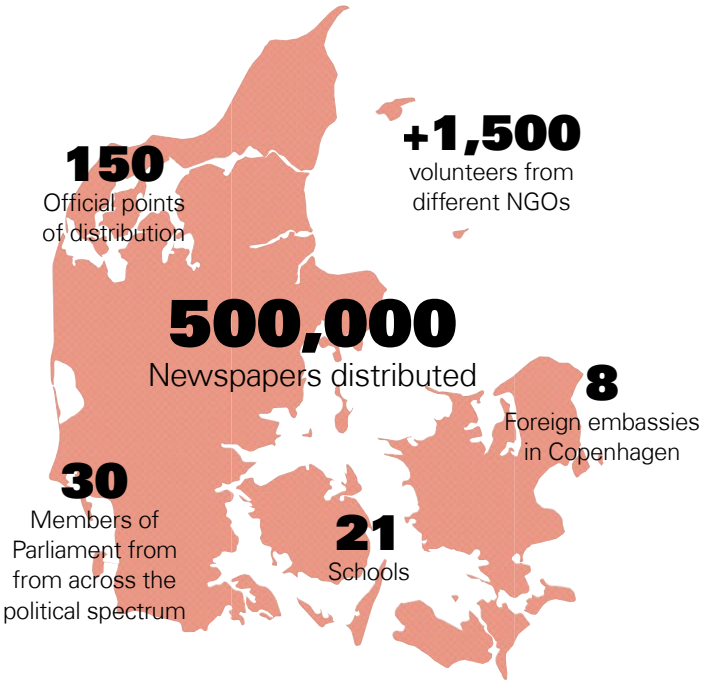 +1,500
volunteers from
different NGOs
150
Official points
of distribution
500,000
Newspapers distributed
8
Foreign embassies
in Copenhagen
30
Members of
Parliament from
from across the
political spectrum
21
Schools